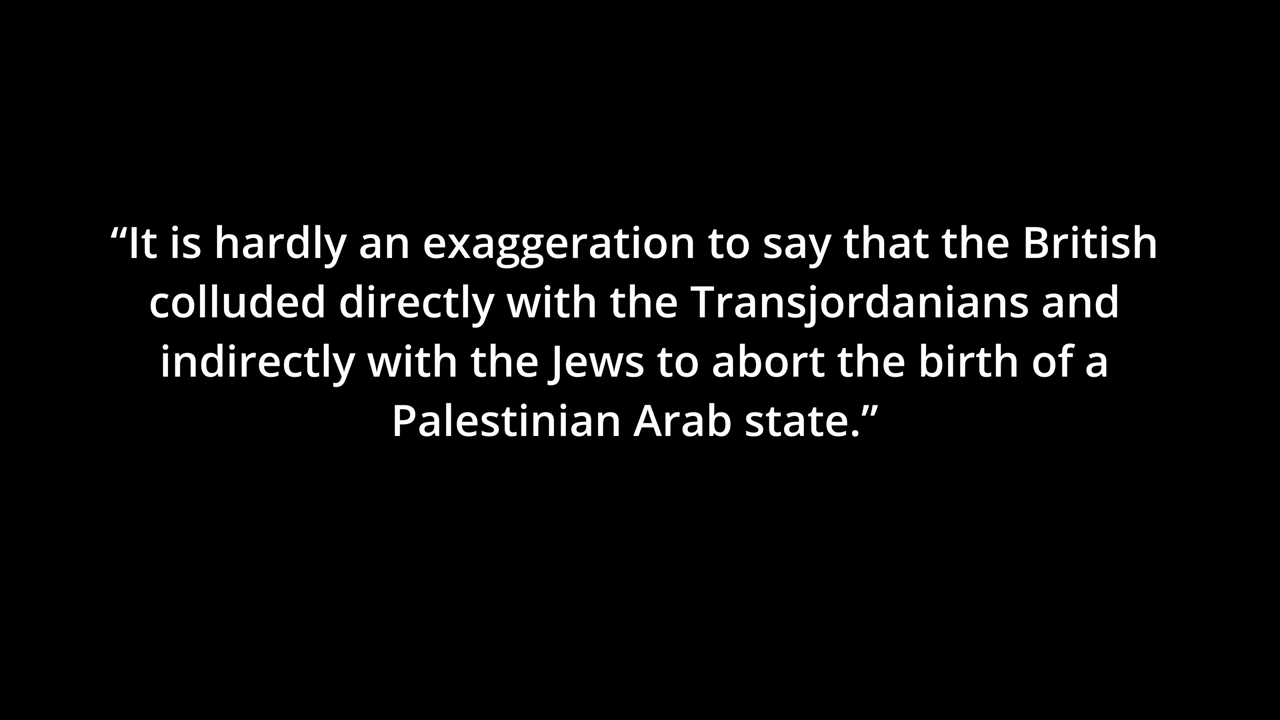 “It is hardly an exaggeration to say that the British
colluded directly with the Transjordanians and
indirectly with the Jews to abort the birth of a
Palestinian Arab state.”